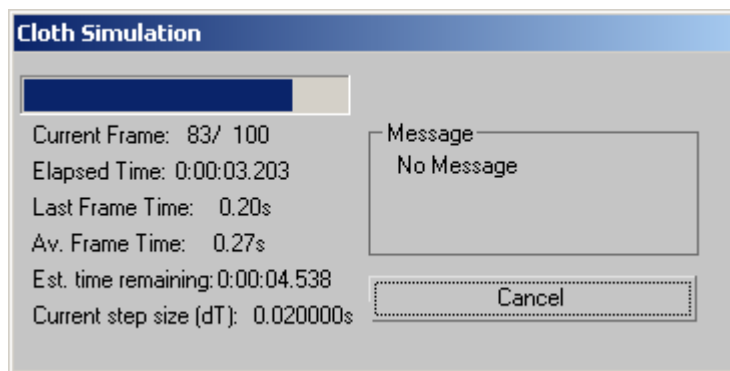 Cloth Simulation
Current Frame: 83/ 100
Elapsed Time: 0:00:03.203
Last Frame Time: 0.20s
Av. Frame Time: 0.27s
Est. time remaining: 0:00:04.538
Current step size (dT): 0.020000s
Message
No Message
Cancel